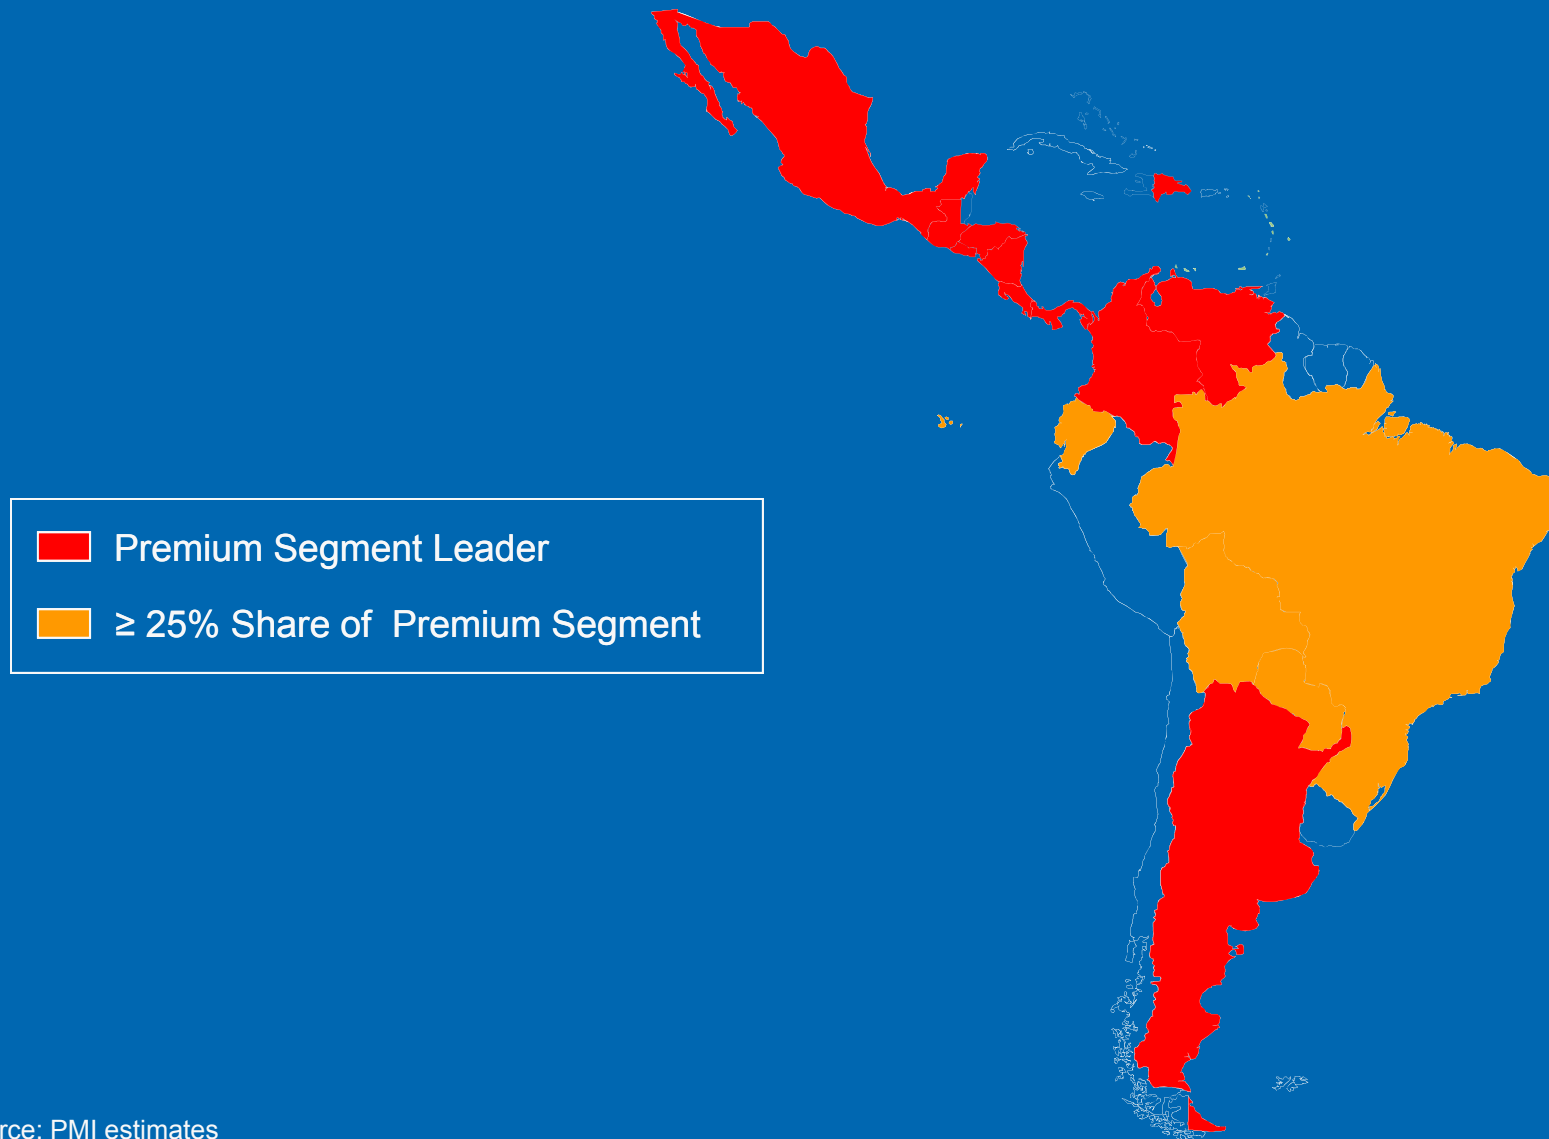 Premium Segment Leader
≥ 25% Share of  Premium Segment
rce: PMI estimates